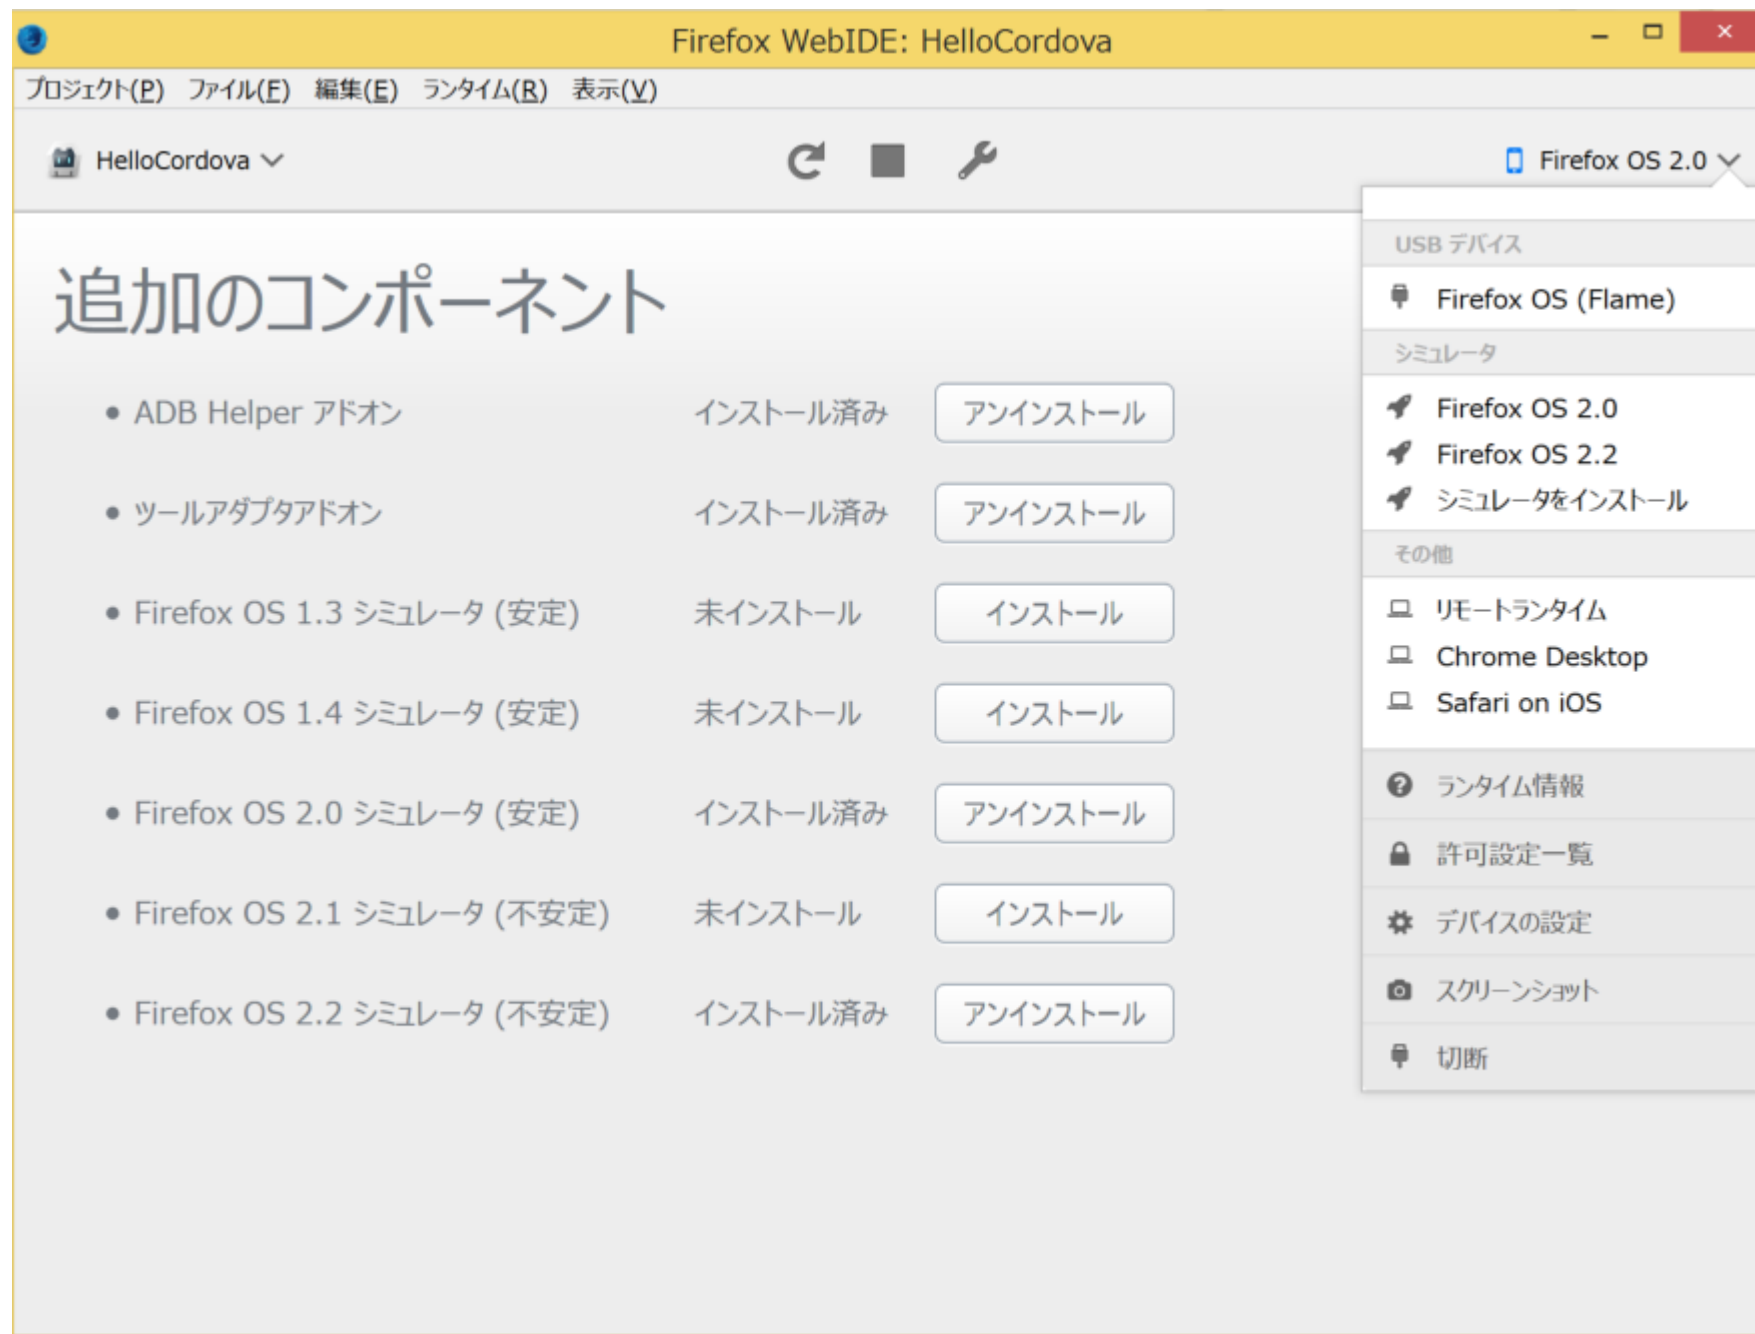 Firefox WebIDE: HelloCordova
プロジェクト(P) ファイル(F) 編集(E) ランタイム(R) 表示(V)
HelloCordova
Firefox OS 2.0
追加のコンポーネント
ADB Helper アドオン インストール済み アンインストール
ツールアダプタアドオン インストール済み アンインストール
Firefox OS 1.3 シミュレータ (安定) 未インストール インストール
Firefox OS 1.4 シミュレータ (安定) 未インストール インストール
Firefox OS 2.0 シミュレータ (安定) インストール済み アンインストール
Firefox OS 2.1 シミュレータ (不安定) 未インストール インストール
Firefox OS 2.2 シミュレータ (不安定) インストール済み アンインストール
USB デバイス
Firefox OS (Flame)
シミュレータ
Firefox OS 2.0
Firefox OS 2.2
シミュレータをインストール
その他
リモートランタイム
Chrome Desktop
Safari on iOS
ランタイム情報
許可設定一覧
デバイスの設定
スクリーンショット
切断